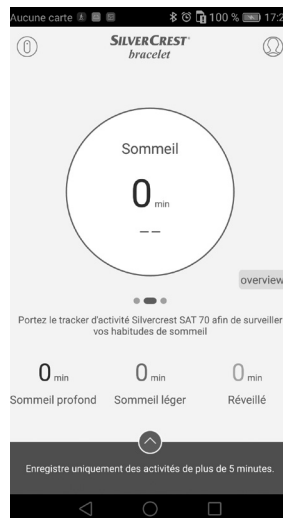 Aucune carte 100 % 17:2
SILVERCREST
bracelet
Sommeil
0 min
--
overview
Portez le tracker d'activité Silvercrest SAT 70 afin de surveiller
vos habitudes de sommeil
0 min 0 min 0 min
Sommeil profond Sommeil léger Réveillé
Enregistre uniquement des activités de plus de 5 minutes.